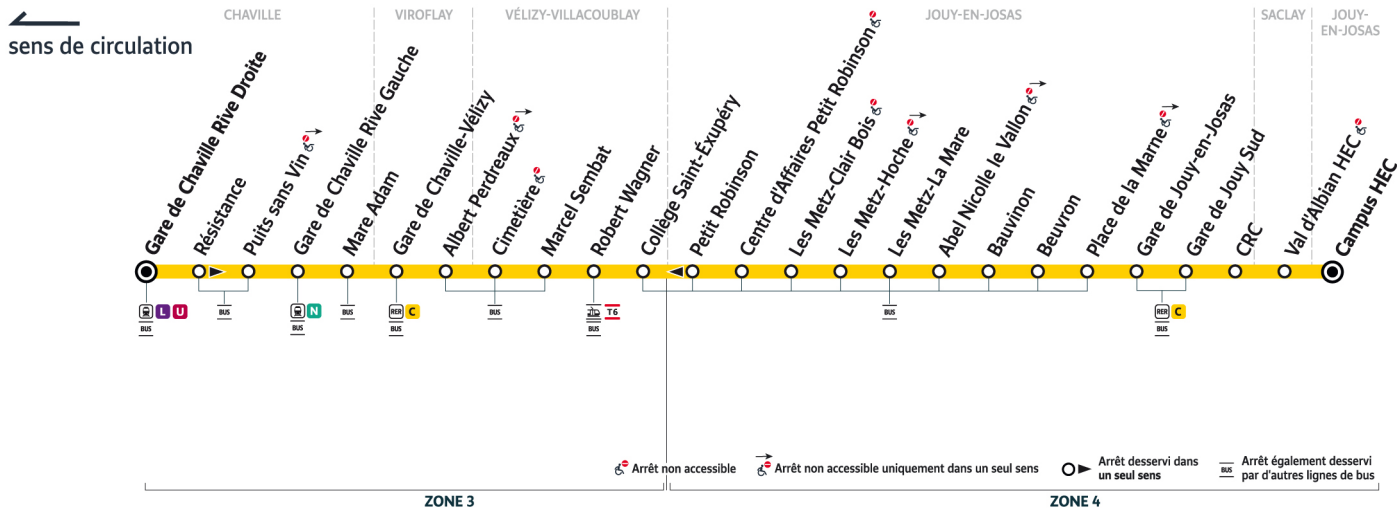 sens de circulation
CHAVILLE
VIROFLAY
VÉLIZY-VILLACOUBLAY
JOUY-EN-JOSAS
SACLAY
JOUY-
EN-JOSAS
Gare de Chaville Rive Droite
Résistance
Puits sans Vin
Gare de Chaville Rive Gauche
Mare Adam
Gare de Chaville-Vélizy
Albert Perdreaux
Cimetière
Marcel Sembat
Robert Wagner
Collège Saint-Éxupéry
Petit Robinson
Centre d'Affaires Petit Robinson
Les Metz-Clair Bois
Les Metz-Hoche
Les Metz-La Mare
Abel Nicolle le Vallon
Bauvinon
Beuvron
Place de la Marne
Gare de Jouy-en-Josas
Gare de Jouy Sud
CRC
Val d'Albian HEC
Campus HEC
L U
BUS
BUS
N
BUS
BUS
RER C
BUS
BUS
T6
BUS
BUS
RER C
BUS
Arrêt non accessible
Arrêt non accessible uniquement dans un seul sens
Arrêt desservi dans
un seul sens
BUS
Arrêt également desservi
par d'autres lignes de bus
ZONE 3
ZONE 4